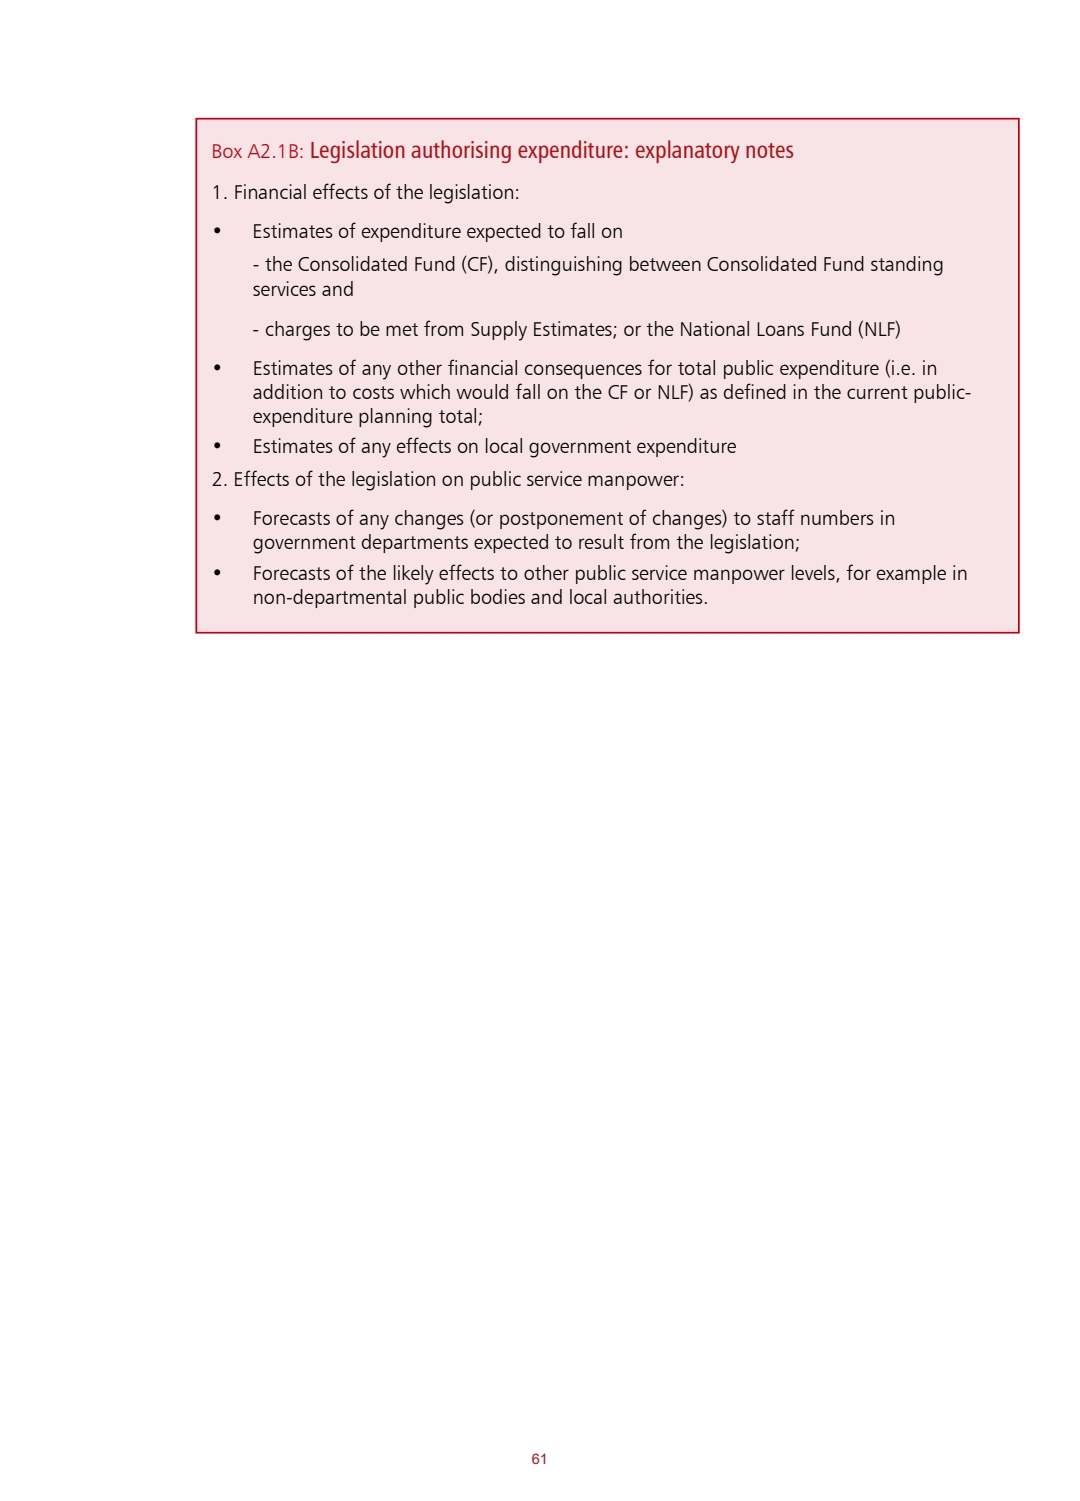 Box A2.1B: Legislation authorising expenditure: explanatory notes
1. Financial effects of the legislation:
• Estimates of expenditure expected to fall on
- the Consolidated Fund (CF), distinguishing between Consolidated Fund standing
services and
- charges to be met from Supply Estimates; or the National Loans Fund (NLF)
• Estimates of any other financial consequences for total public expenditure (i.e. in
addition to costs which would fall on the CF or NLF) as defined in the current public-
expenditure planning total;
• Estimates of any effects on local government expenditure
2. Effects of the legislation on public service manpower:
• Forecasts of any changes (or postponement of changes) to staff numbers in
government departments expected to result from the legislation;
• Forecasts of the likely effects to other public service manpower levels, for example in
non-departmental public bodies and local authorities.
61